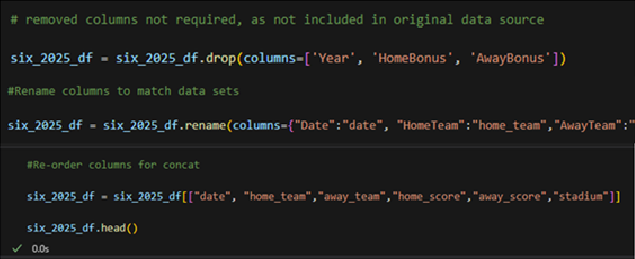 # removed columns not required, as not included in original data source
six_2025_df = six_2025_df.drop(columns=['Year', 'HomeBonus', 'AwayBonus'])
#Rename columns to match data sets
six_2025_df = six_2025_df.rename(columns={"Date":"date", "HomeTeam":"home_team","AwayTeam":"
#Re-order columns for concat
six_2025_df = six_2025_df[["date", "home_team","away_team","home_score","away_score","stadium"]]
six_2025_df.head()
✓ 0.0s